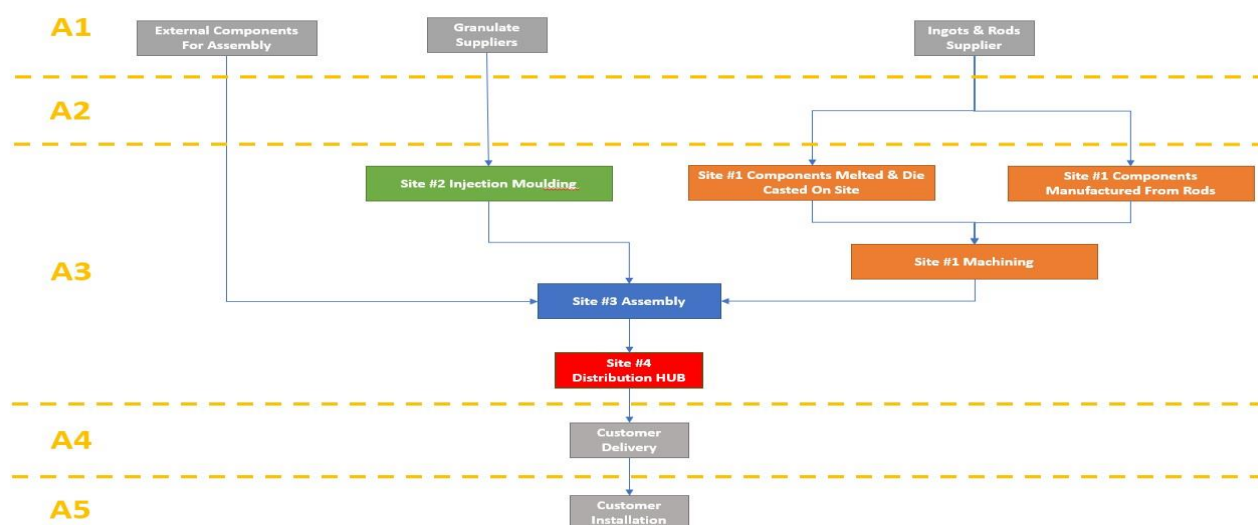 A1
External Components
For Assembly
Granulate
Suppliers
Ingots & Rods
Supplier
A2
A3
Site #2 Injection Moulding
Site #1 Components Melted & Die
Casted On Site
Site #1 Components
Manufactured From Rods
Site #1 Machining
Site #3 Assembly
Site #4
Distribution HUB
A4
Customer
Delivery
A5
Customer
Installation